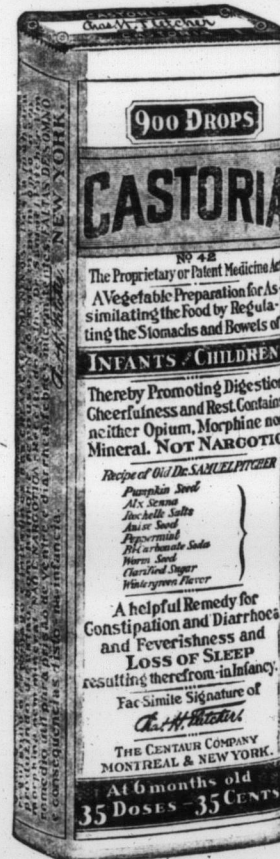 CASTORIA
Chas. H. Fletcher
CASTORIA
900 DROPS
CASTORIA
No 42
The Proprietary or Patent Medicine Act
A Vegetable Preparation for As-
similating the Food by Regula-
ting the Stomachs and Bowels of
INFANTS & CHILDREN
Thereby Promoting Digestion
Cheerfulness and Rest. Contains
neither Opium, Morphine nor
Mineral. NOT NARCOTIC
Recipe of Old Dr. SAMUEL PITCHER
Pumpkin Seed
Alx Senna
Rochelle Salts
Anise Seed
Peppermint
Bi-Carbonate Soda
Worm Seed
Clarified Sugar
Wintergreen Flavor
A helpful Remedy for
Constipation and Diarrhoea
and Feverishness and
LOSS OF SLEEP
resulting therefrom-in Infancy.
Fac-Simile Signature of
Chas. H. Fletcher.
THE CENTAUR COMPANY
MONTREAL & NEW YORK.
At 6 months old
35 DOSES - 35 CENTS
NEW YORK.